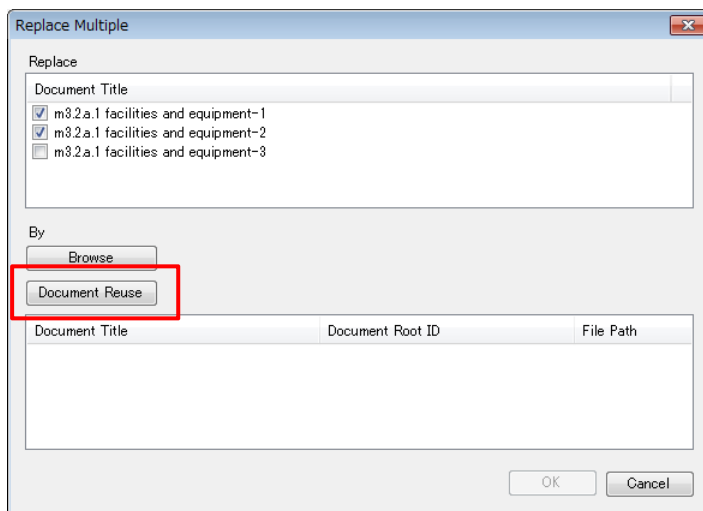 Replace Multiple
Replace
Document Title
m3.2.a.1 facilities and equipment-1
m3.2.a.1 facilities and equipment-2
m3.2.a.1 facilities and equipment-3
By
Browse
Document Reuse
Document Title Document Root ID File Path
OK Cancel